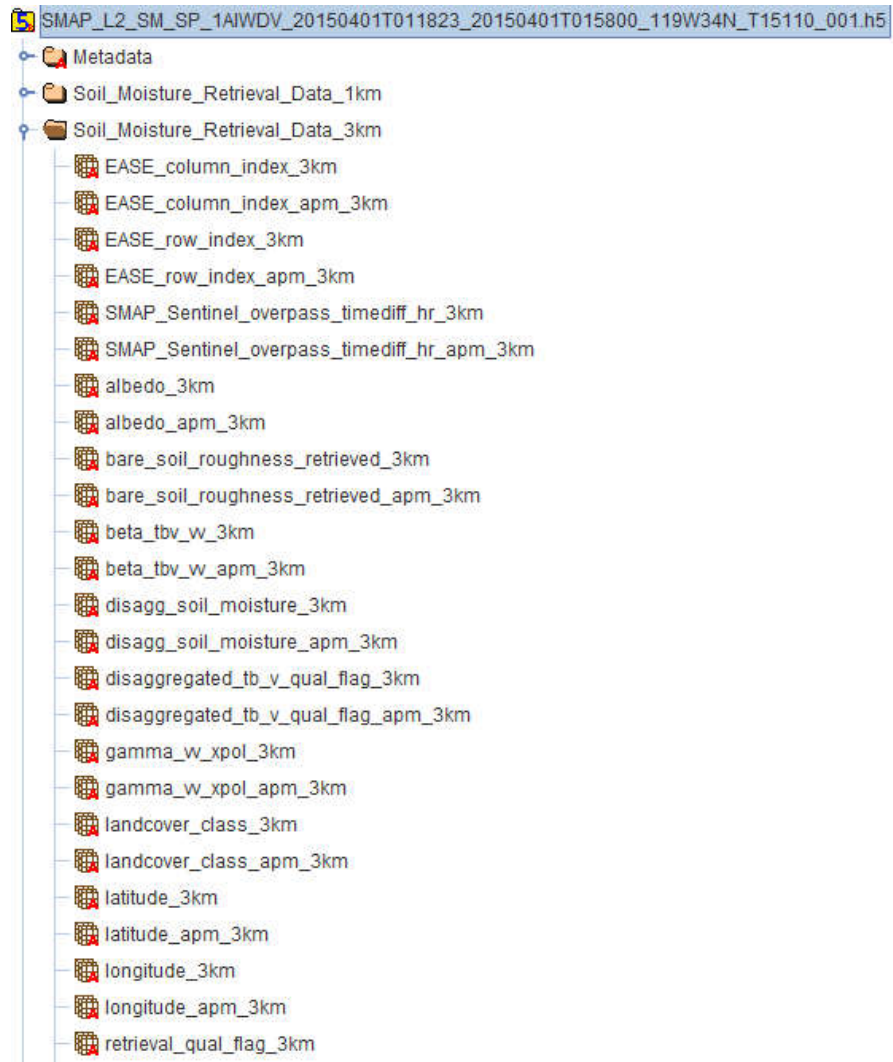 SMAP_L2_SM_SP_1AIWDV_20150401T011823_20150401T015800_119W34N_T15110_001.h5
Metadata
Soil_Moisture_Retrieval_Data_1km
Soil_Moisture_Retrieval_Data_3km
EASE_column_index_3km
EASE_column_index_apm_3km
EASE_row_index_3km
EASE_row_index_apm_3km
SMAP_Sentinel_overpass_timediff_hr_3km
SMAP_Sentinel_overpass_timediff_hr_apm_3km
albedo_3km
albedo_apm_3km
bare_soil_roughness_retrieved_3km
bare_soil_roughness_retrieved_apm_3km
beta_tbv_vv_3km
beta_tbv_vv_apm_3km
disagg_soil_moisture_3km
disagg_soil_moisture_apm_3km
disaggregated_tb_v_qual_flag_3km
disaggregated_tb_v_qual_flag_apm_3km
gamma_vv_xpol_3km
gamma_vv_xpol_apm_3km
landcover_class_3km
landcover_class_apm_3km
latitude_3km
latitude_apm_3km
longitude_3km
longitude_apm_3km
retrieval_qual_flag_3km